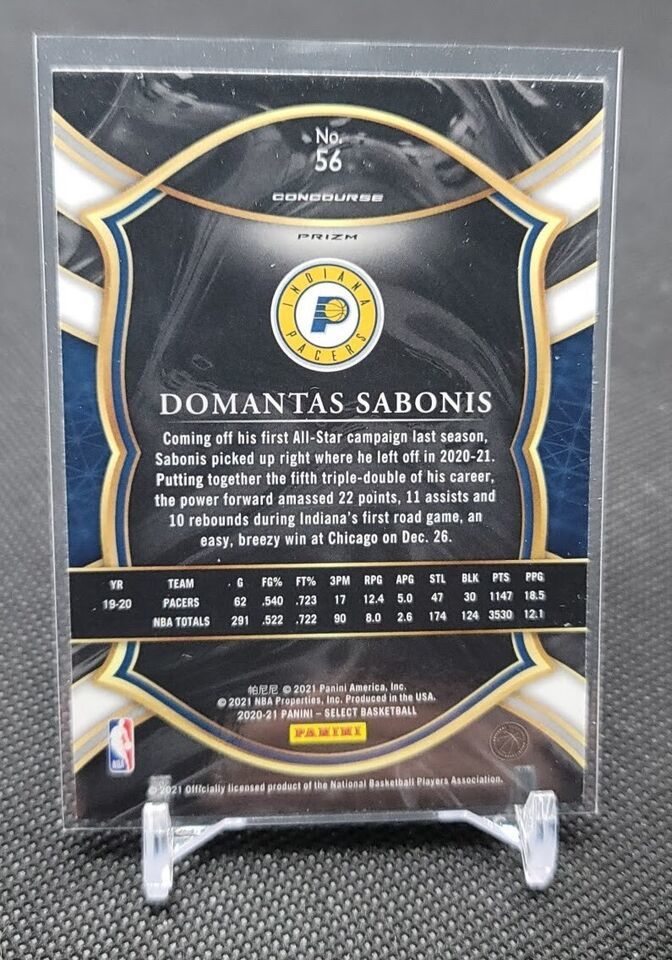 No.
56
CONCOURSE
PRIZM
INDIANA
P
PACERS
DOMANTAS SABONIS
Coming off his first All-Star campaign last season,
Sabonis picked up right where he left off in 2020-21.
Putting together the fifth triple-double of his career,
the power forward amassed 22 points, 11 assists and
10 rebounds during Indiana's first road game, an
easy, breezy win at Chicago on Dec. 26.
YR TEAM G FG% FT% 3PM RPG APG STL BLK PTS PPG
19-20 PACERS 62 .540 .723 17 12.4 5.0 47 30 1147 18.5
NBA TOTALS 291 .522 .722 90 8.0 2.6 174 124 3530 12.1
帕尼尼 © 2021 Panini America, Inc.
© 2021 NBA Properties, Inc. Produced in the USA.
2020-21 PANINI – SELECT BASKETBALL
PANINI
NBA
© 2021 Officially licensed product of the National Basketball Players Association.